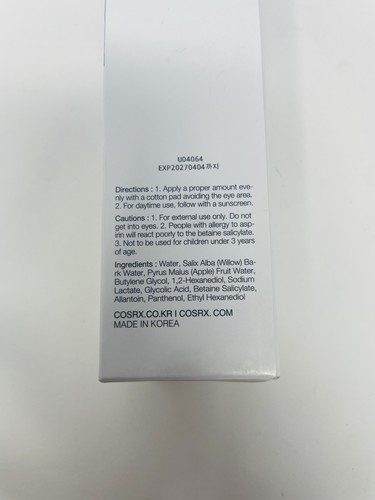 U04064
EXP20270404까지
Directions : 1. Apply a proper amount eve-
nly with a cotton pad avoiding the eye area.
2. For daytime use, follow with a sunscreen.
Cautions : 1. For external use only. Do not
get into eyes. 2. People with allergy to asp-
irin will react poorly to the betaine salicylate.
3. Not to be used for children under 3 years
of age.
Ingredients : Water, Salix Alba (Willow) Ba-
rk Water, Pyrus Malus (Apple) Fruit Water,
Butylene Glycol, 1,2-Hexanediol, Sodium
Lactate, Glycolic Acid, Betaine Salicylate,
Allantoin, Panthenol, Ethyl Hexanediol
COSRX.CO.KR I COSRX. COM
MADE IN KOREA